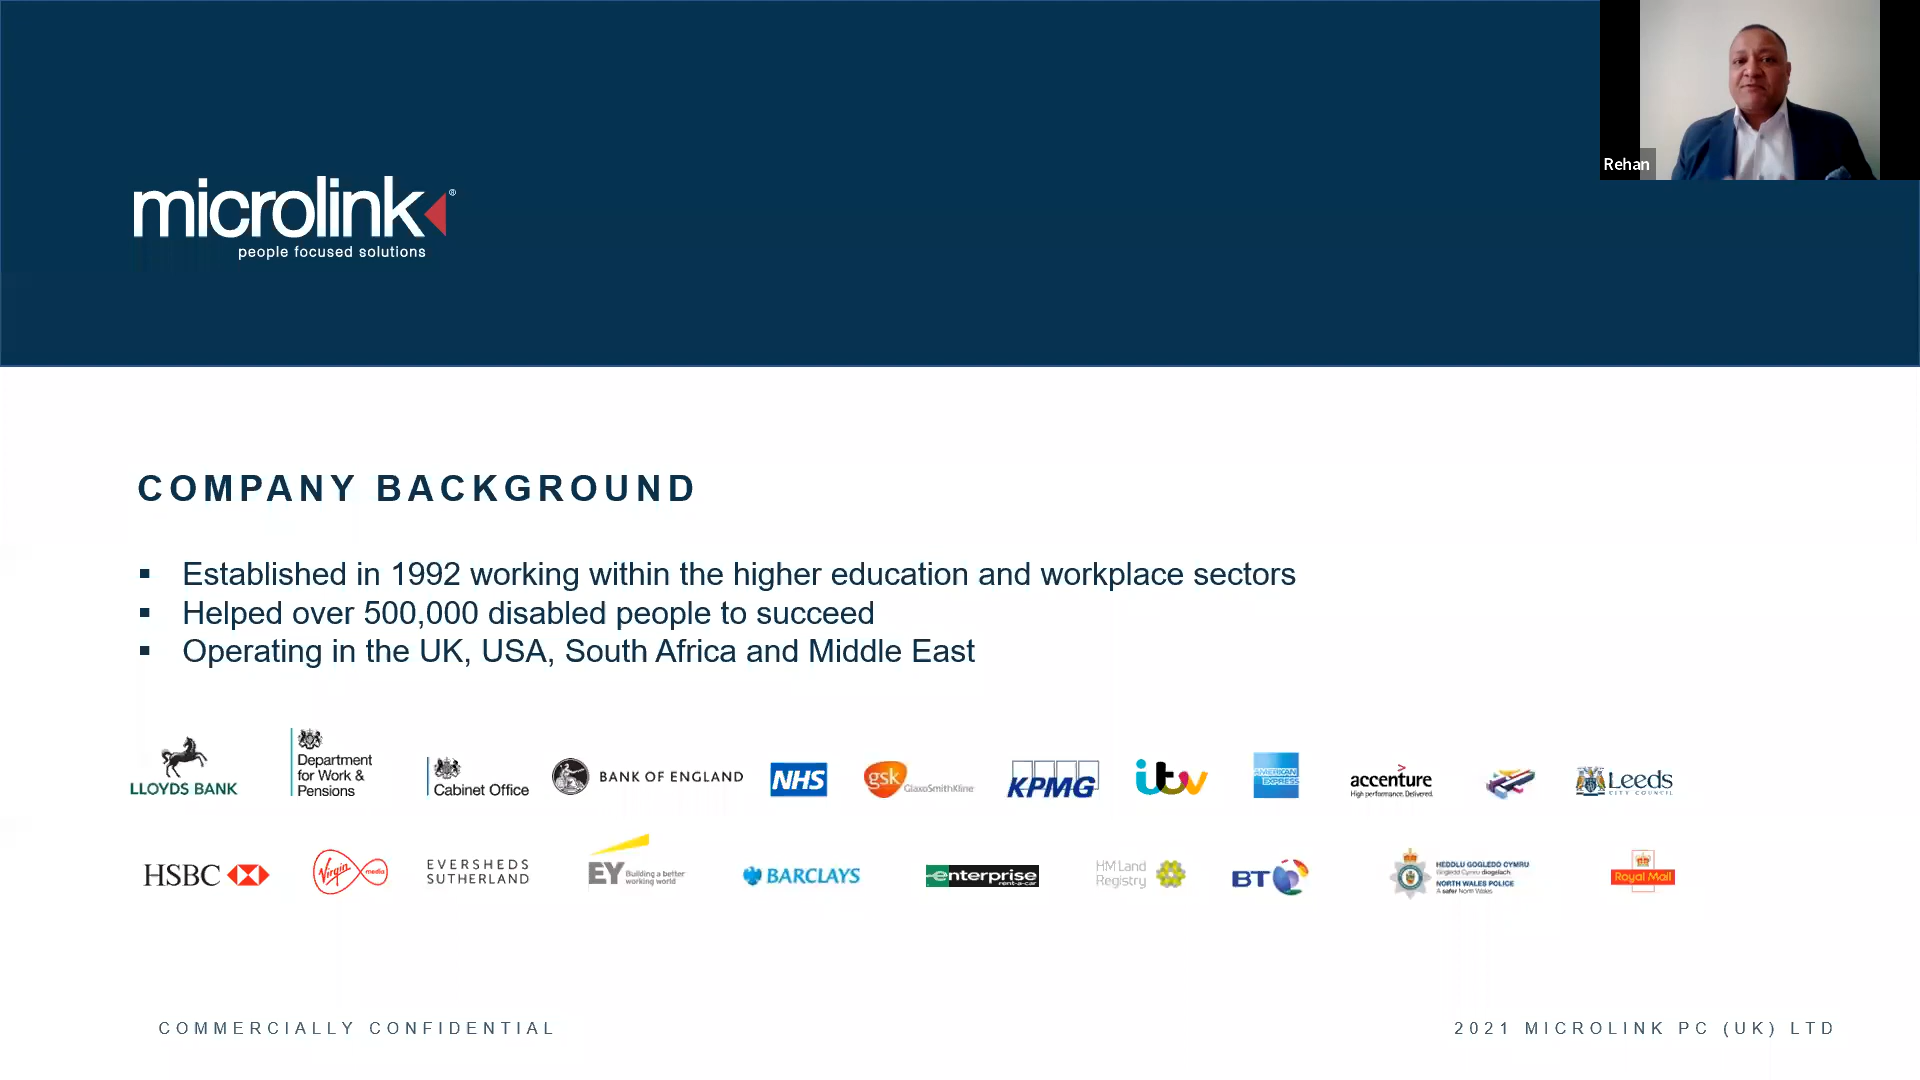 Rehan
microlink®
people focused solutions
COMPANY BACKGROUND
▪ Established in 1992 working within the higher education and workplace sectors
▪ Helped over 500,000 disabled people to succeed
▪ Operating in the UK, USA, South Africa and Middle East
LLOYDS BANK
Department
for Work &
Pensions
Cabinet Office
BANK OF ENGLAND
NHS
gsk
GlaxoSmithKline
KPMG
itv
AMERICAN
EXPRESS
accenture
High performance. Delivered.
Leeds
CITY COUNCIL
HSBC
Virgin
media
EVERSHEDS
SUTHERLAND
EY
Building a better
working world
BARCLAYS
enterprise
rent-a-car
HM Land
Registry
BT
HEDDLU GOGLEDD CYMRU
Gogledd Cymru diogelach
NORTH WALES POLICE
A safer North Wales
Royal Mail
COMMERCIALLY CONFIDENTIAL
2021 MICROLINK PC (UK) LTD